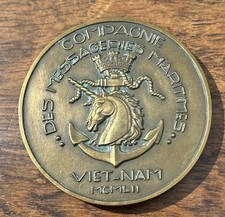 COMPAGNIE
"DES MESSAGERIES MARITIMES"
VIET-NAM
MCMLII